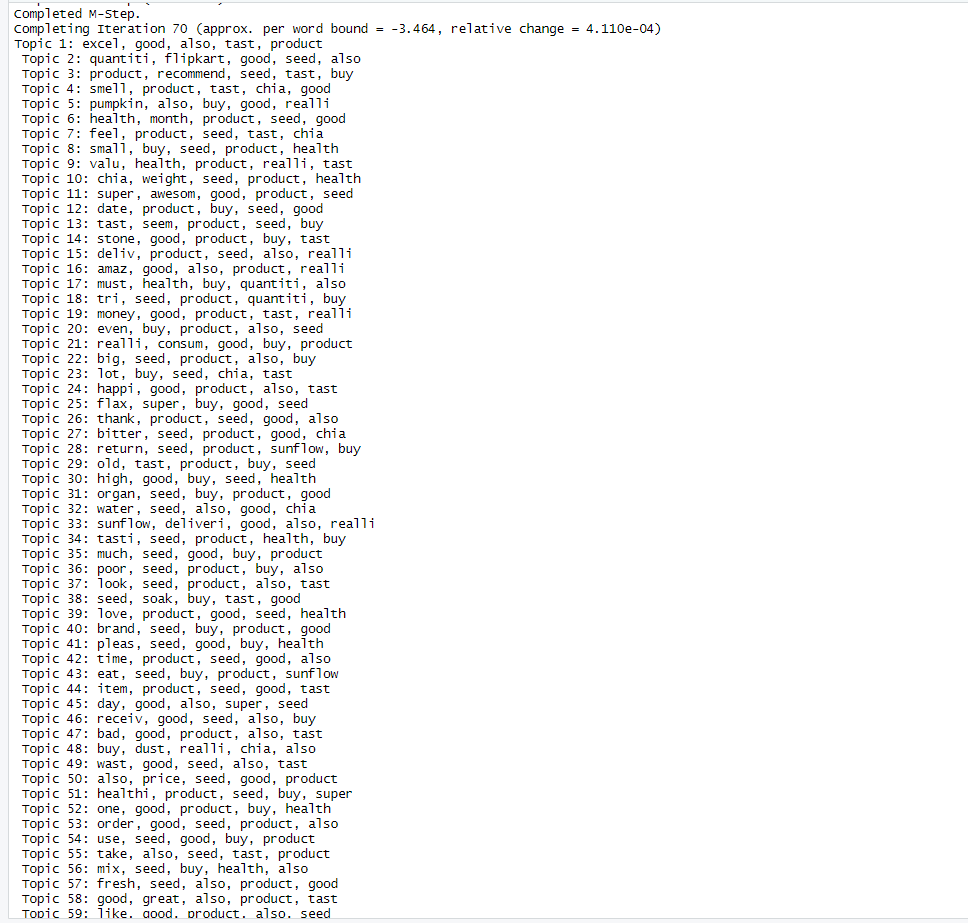 Completed M-Step.
Completing Iteration 70 (approx. per word bound = -3.464, relative change = 4.110e-04)
Topic 1: excel, good, also, tast, product
Topic 2: quantiti, flipkart, good, seed, also
Topic 3: product, recommend, seed, tast, buy
Topic 4: smell, product, tast, chia, good
Topic 5: pumpkin, also, buy, good, realli
Topic 6: health, month, product, seed, good
Topic 7: feel, product, seed, tast, chia
Topic 8: small, buy, seed, product, health
Topic 9: valu, health, product, realli, tast
Topic 10: chia, weight, seed, product, health
Topic 11: super, awesom, good, product, seed
Topic 12: date, product, buy, seed, good
Topic 13: tast, seem, product, seed, buy
Topic 14: stone, good, product, buy, tast
Topic 15: deliv, product, seed, also, realli
Topic 16: amaz, good, also, product, realli
Topic 17: must, health, buy, quantiti, also
Topic 18: tri, seed, product, quantiti, buy
Topic 19: money, good, product, tast, realli
Topic 20: even, buy, product, also, seed
Topic 21: realli, consum, good, buy, product
Topic 22: big, seed, product, also, buy
Topic 23: lot, buy, seed, chia, tast
Topic 24: happi, good, product, also, tast
Topic 25: flax, super, buy, good, seed
Topic 26: thank, product, seed, good, also
Topic 27: bitter, seed, product, good, chia
Topic 28: return, seed, product, sunflow, buy
Topic 29: old, tast, product, buy, seed
Topic 30: high, good, buy, seed, health
Topic 31: organ, seed, buy, product, good
Topic 32: water, seed, also, good, chia
Topic 33: sunflow, deliveri, good, also, realli
Topic 34: tasti, seed, product, health, buy
Topic 35: much, seed, good, buy, product
Topic 36: poor, seed, product, buy, also
Topic 37: look, seed, product, also, tast
Topic 38: seed, soak, buy, tast, good
Topic 39: love, product, good, seed, health
Topic 40: brand, seed, buy, product, good
Topic 41: pleas, seed, good, buy, health
Topic 42: time, product, seed, good, also
Topic 43: eat, seed, buy, product, sunflow
Topic 44: item, product, seed, good, tast
Topic 45: day, good, also, super, seed
Topic 46: receiv, good, seed, also, buy
Topic 47: bad, good, product, also, tast
Topic 48: buy, dust, realli, chia, also
Topic 49: wast, good, seed, also, tast
Topic 50: also, price, seed, good, product
Topic 51: healthi, product, seed, buy, super
Topic 52: one, good, product, buy, health
Topic 53: order, good, seed, product, also
Topic 54: use, seed, good, buy, product
Topic 55: take, also, seed, tast, product
Topic 56: mix, seed, buy, health, also
Topic 57: fresh, seed, also, product, good
Topic 58: good, great, also, product, tast
Topic 59: like, good, product, also, seed